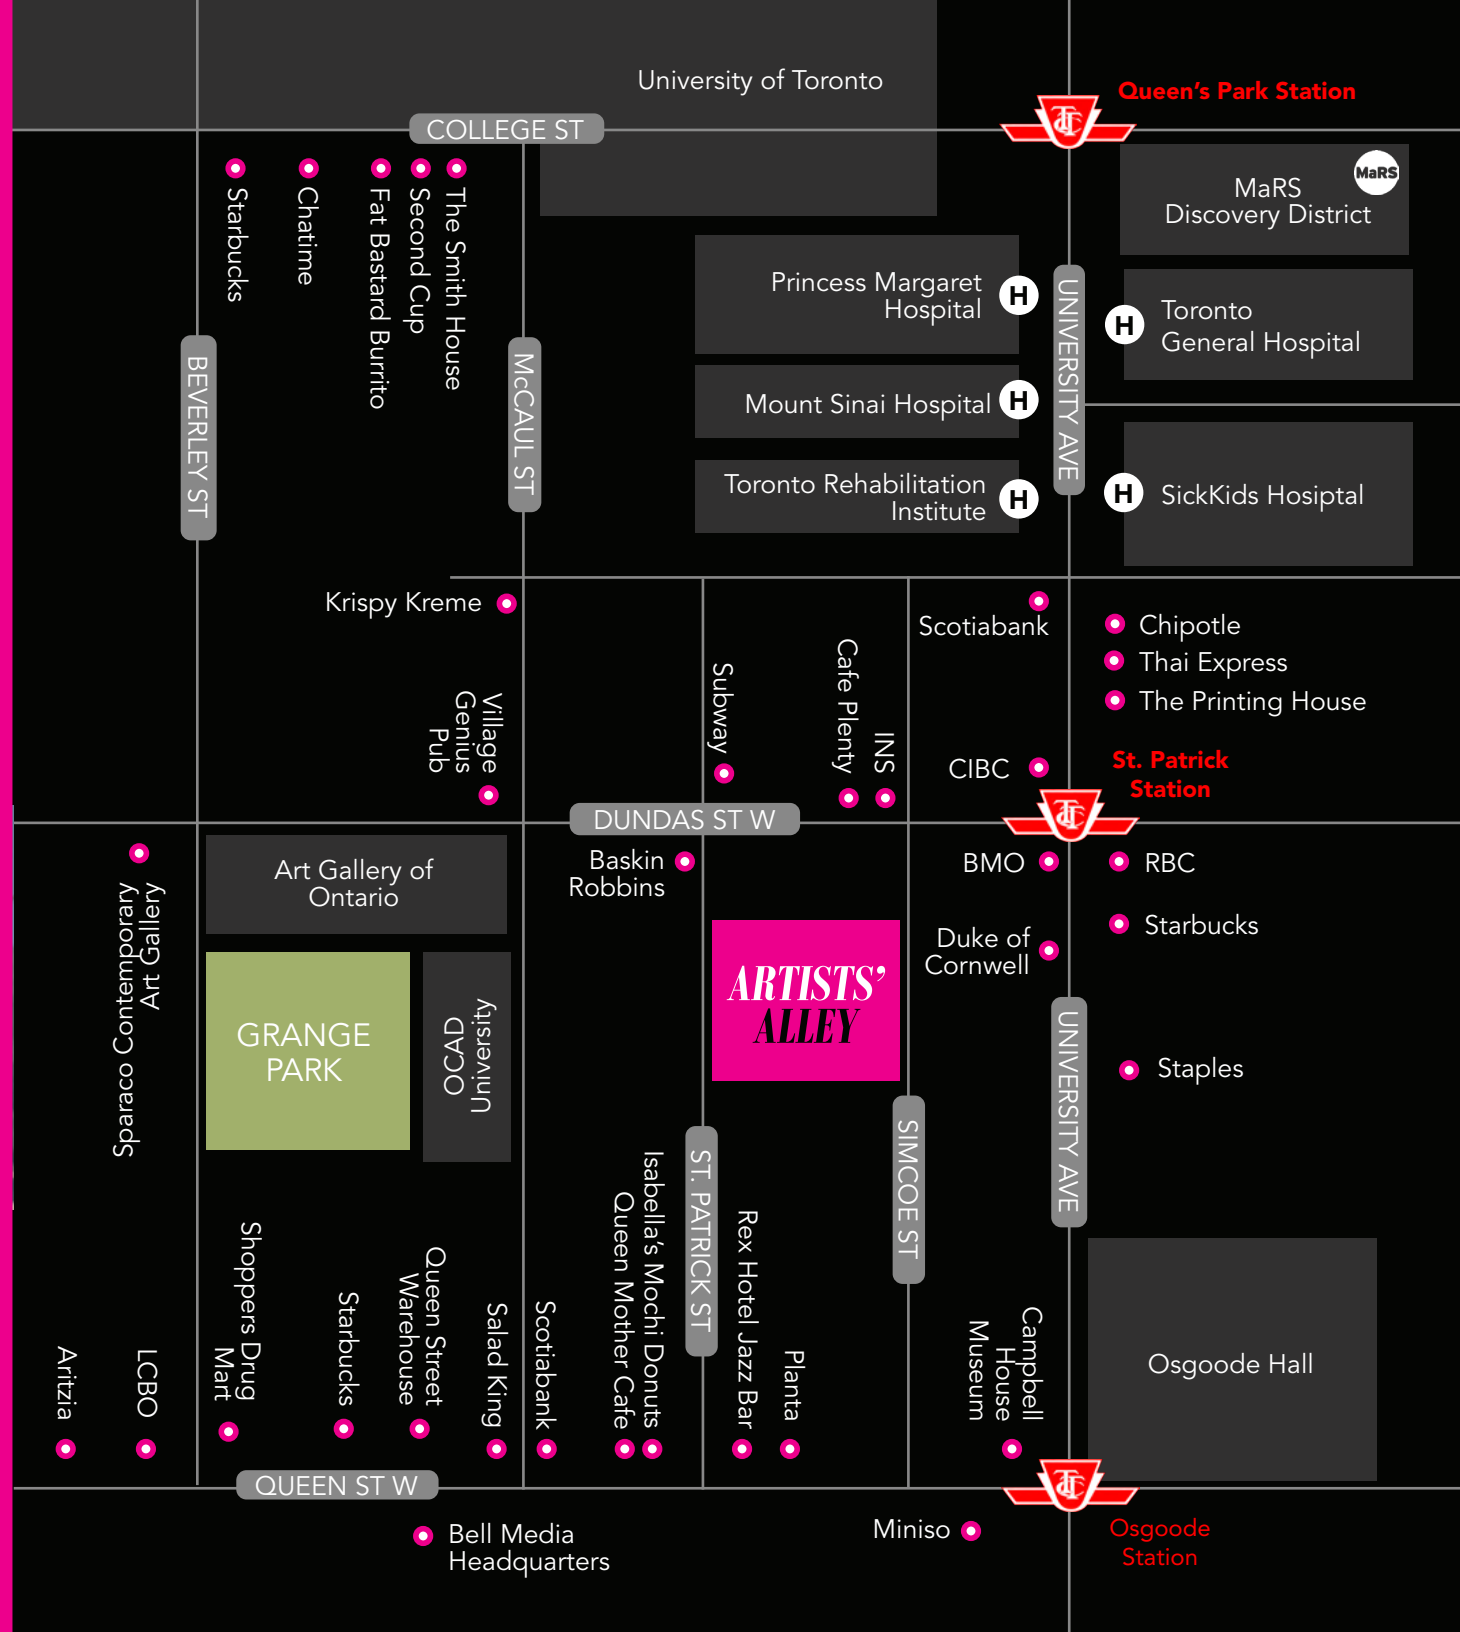 University of Toronto
Queen's Park Station
COLLEGE ST
MaRS
MaRS
Discovery District
Starbucks
Chatime
Fat Bastard Burrito
Second Cup
The Smith House
Princess Margaret
Hospital
H
H
Toronto
General Hospital
UNIVERSITY AVE
BEVERLEY ST
McCAUL ST
Mount Sinai Hospital
H
Toronto Rehabilitation
Institute
H
H
SickKids Hosiptal
Krispy Kreme
Scotiabank
Chipotle
Thai Express
The Printing House
Village
Genius
Pub
Subway
Cafe Plenty
INS
CIBC
St. Patrick
Station
DUNDAS ST W
Baskin
Robbins
BMO
RBC
Art Gallery of
Ontario
Sparaco Contemporary
Art Gallery
Starbucks
Duke of
Cornwell
ARTISTS'
ALLEY
GRANGE
PARK
OCAD
University
UNIVERSITY AVE
Staples
ST. PATRICK ST
SIMCOE ST
Aritzia
LCBO
Shoppers Drug
Mart
Starbucks
Queen Street
Warehouse
Salad King
Scotiabank
Queen Mother Cafe
Isabella's Mochi Donuts
Rex Hotel Jazz Bar
Planta
Campbell
House
Museum
Osgoode Hall
QUEEN ST W
Bell Media
Headquarters
Miniso
Osgoode
Station
TTC
TTC
TTC